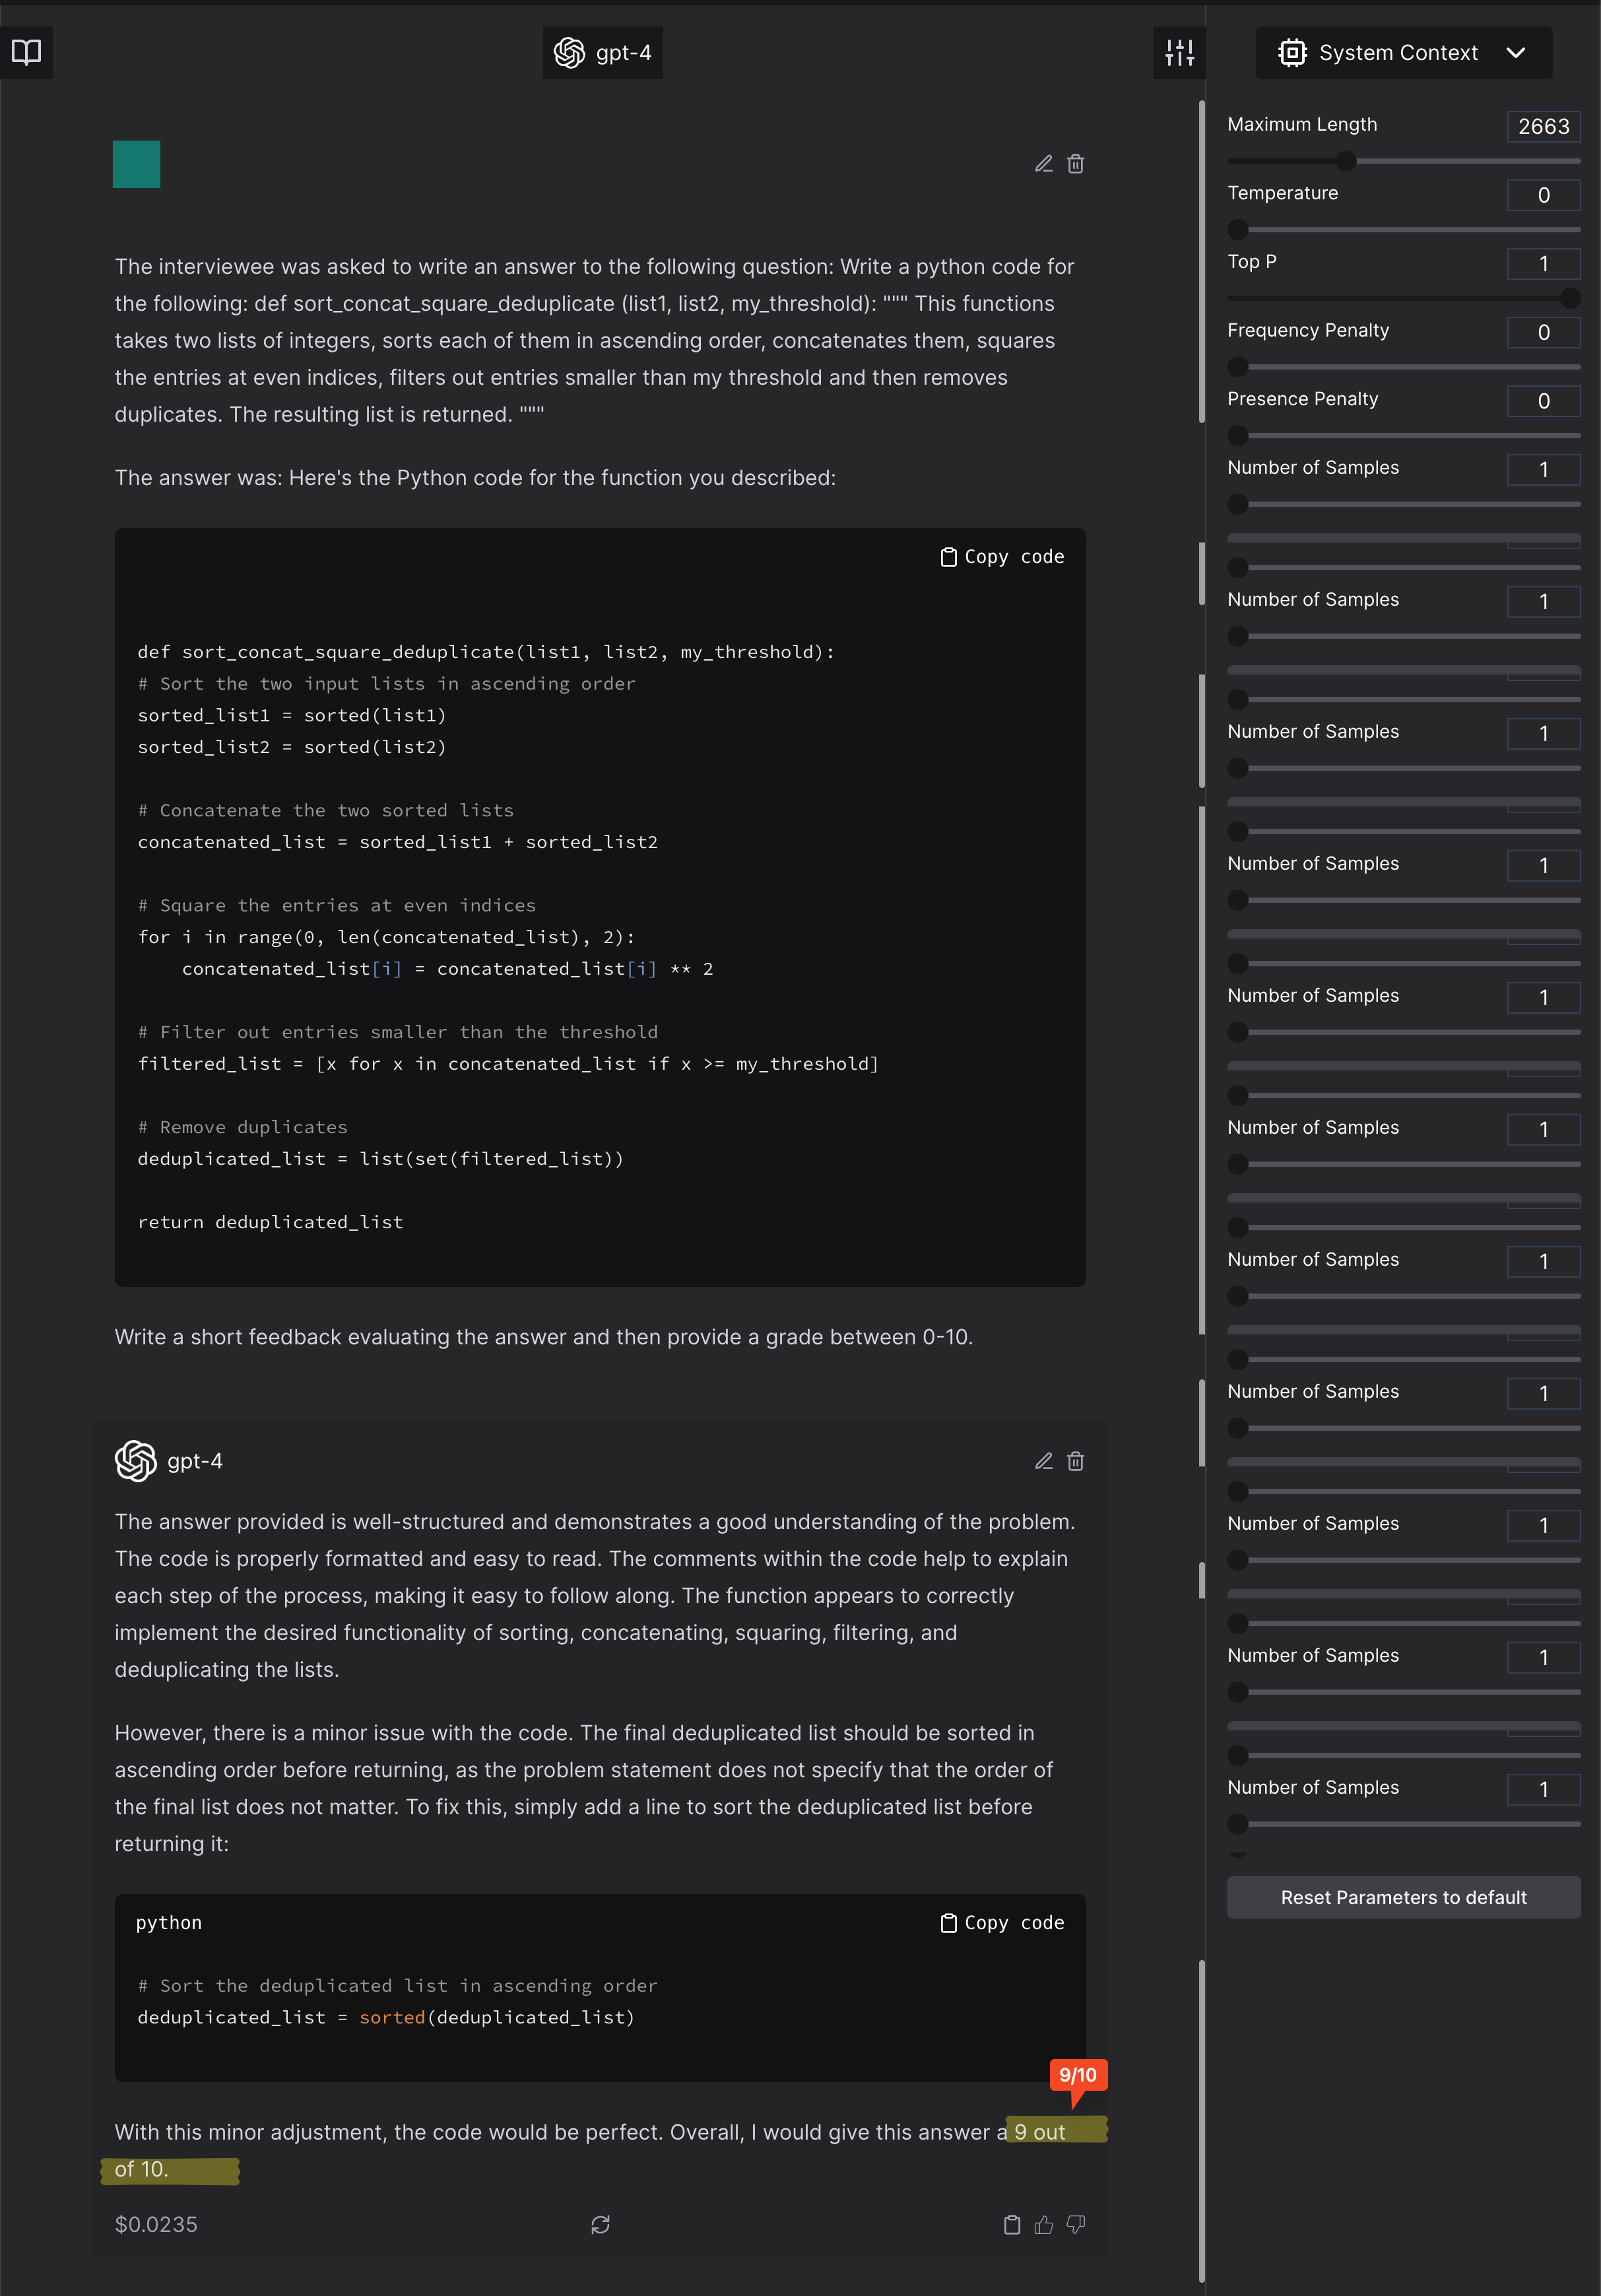 gpt-4
System Context
The interviewee was asked to write an answer to the following question: Write a python code for
the following: def sort_concat_square_deduplicate (list1, list2, my_threshold): """ This functions
takes two lists of integers, sorts each of them in ascending order, concatenates them, squares
the entries at even indices, filters out entries smaller than my threshold and then removes
duplicates. The resulting list is returned. """
The answer was: Here's the Python code for the function you described:
Copy code
def sort_concat_square_deduplicate(list1, list2, my_threshold):
# Sort the two input lists in ascending order
sorted_list1 = sorted(list1)
sorted_list2 = sorted(list2)
# Concatenate the two sorted lists
concatenated_list = sorted_list1 + sorted_list2
# Square the entries at even indices
for i in range(0, len(concatenated_list), 2):
    concatenated_list[i] = concatenated_list[i] ** 2
# Filter out entries smaller than the threshold
filtered_list = [x for x in concatenated_list if x >= my_threshold]
# Remove duplicates
deduplicated_list = list(set(filtered_list))
return deduplicated_list
Write a short feedback evaluating the answer and then provide a grade between 0-10.
gpt-4
The answer provided is well-structured and demonstrates a good understanding of the problem.
The code is properly formatted and easy to read. The comments within the code help to explain
each step of the process, making it easy to follow along. The function appears to correctly
implement the desired functionality of sorting, concatenating, squaring, filtering, and
deduplicating the lists.
However, there is a minor issue with the code. The final deduplicated list should be sorted in
ascending order before returning, as the problem statement does not specify that the order of
the final list does not matter. To fix this, simply add a line to sort the deduplicated list before
returning it:
python
Copy code
# Sort the deduplicated list in ascending order
deduplicated_list = sorted(deduplicated_list)
9/10
With this minor adjustment, the code would be perfect. Overall, I would give this answer a 9 out
of 10.
$0.0235
Maximum Length 2663
Temperature 0
Top P 1
Frequency Penalty 0
Presence Penalty 0
Number of Samples 1
Number of Samples 1
Number of Samples 1
Number of Samples 1
Number of Samples 1
Number of Samples 1
Number of Samples 1
Number of Samples 1
Number of Samples 1
Number of Samples 1
Number of Samples 1
Reset Parameters to default